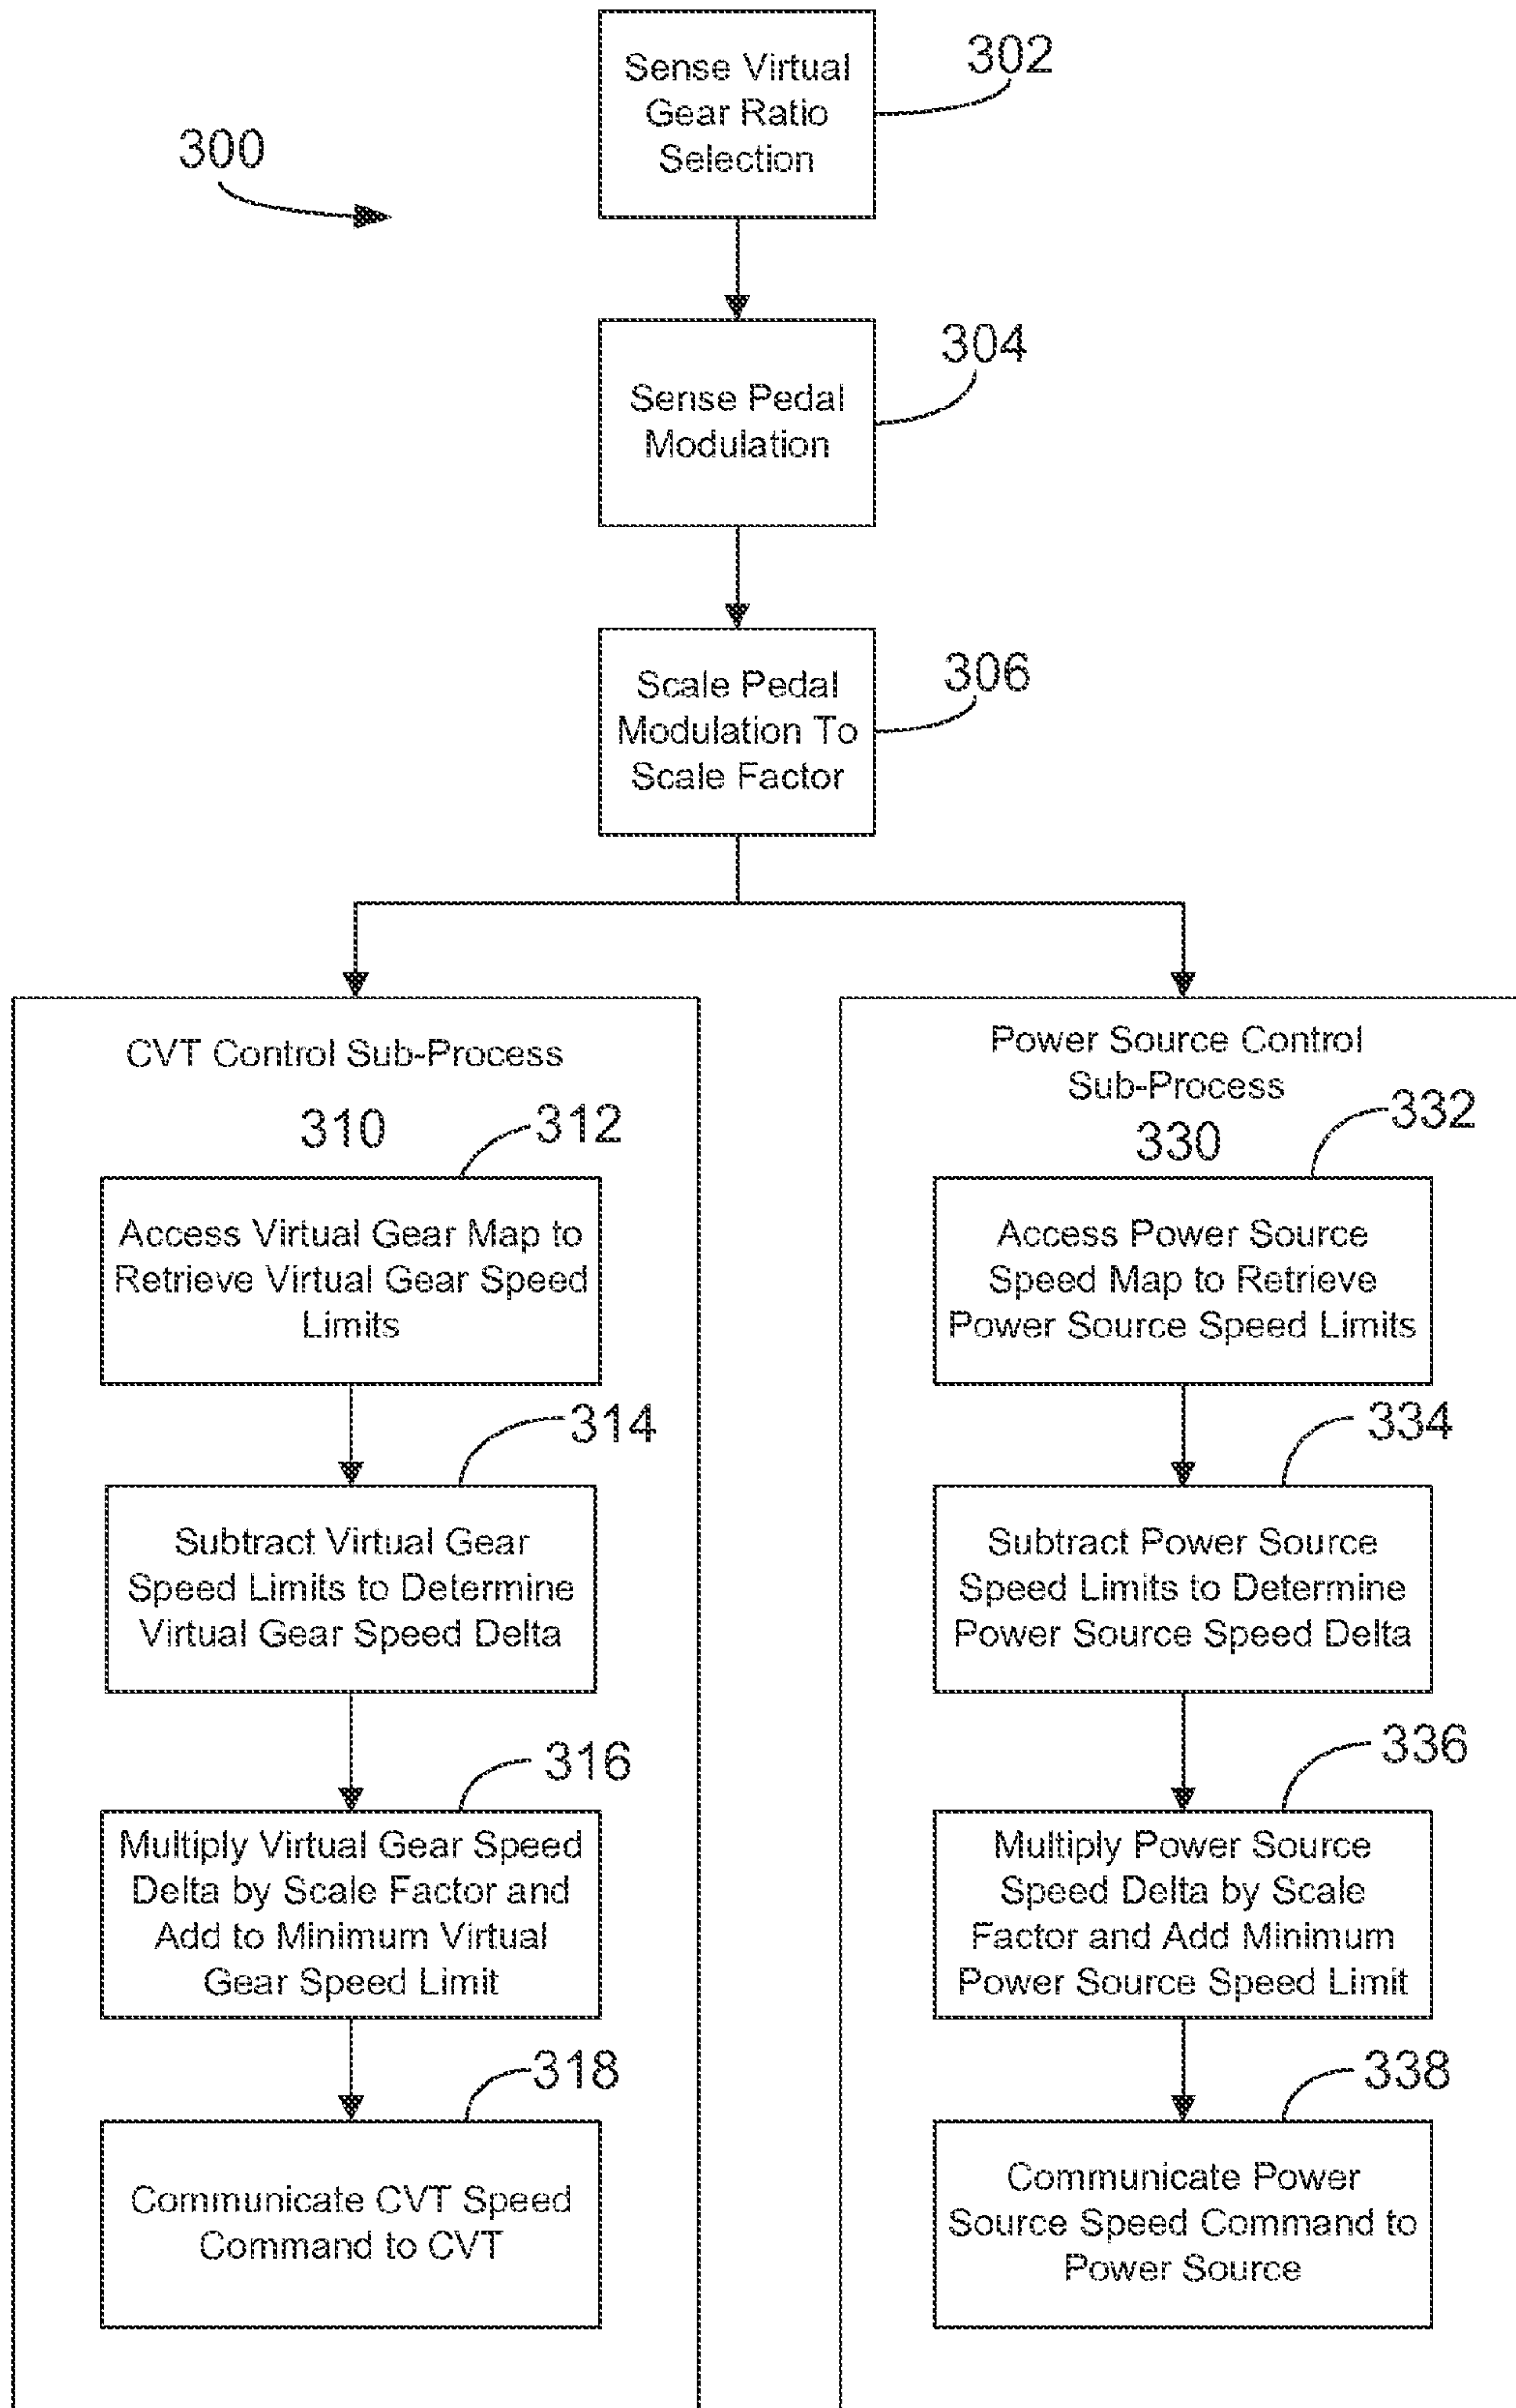 Sense Virtual
Gear Ratio
Selection
302
300
Sense Pedal
Modulation
304
Scale Pedal
Modulation To
Scale Factor
306
CVT Control Sub-Process
310
312
Access Virtual Gear Map to
Retrieve Virtual Gear Speed
Limits
314
Subtract Virtual Gear
Speed Limits to Determine
Virtual Gear Speed Delta
316
Multiply Virtual Gear Speed
Delta by Scale Factor and
Add to Minimum Virtual
Gear Speed Limit
318
Communicate CVT Speed
Command to CVT
Power Source Control
Sub-Process
330
332
Access Power Source
Speed Map to Retrieve
Power Source Speed Limits
334
Subtract Power Source
Speed Limits to Determine
Power Source Speed Delta
336
Multiply Power Source
Speed Delta by Scale
Factor and Add Minimum
Power Source Speed Limit
338
Communicate Power
Source Speed Command to
Power Source